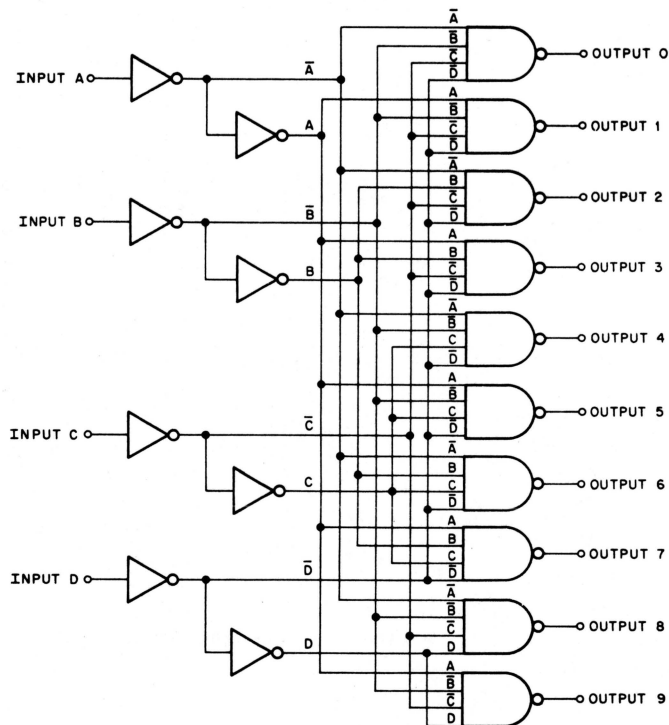 A̅
B̅
C̅
D̅
OUTPUT 0
INPUT A
A̅
A
A
B̅
C̅
D̅
OUTPUT 1
A̅
B
C̅
D̅
OUTPUT 2
INPUT B
B̅
B
A
B
C̅
D̅
OUTPUT 3
A̅
B̅
C
D̅
OUTPUT 4
A
B̅
C
D̅
OUTPUT 5
INPUT C
C̅
C
A̅
B
C
D̅
OUTPUT 6
A
B
C
D̅
OUTPUT 7
INPUT D
D̅
D
A̅
B̅
C̅
D
OUTPUT 8
A
B̅
C̅
D
OUTPUT 9